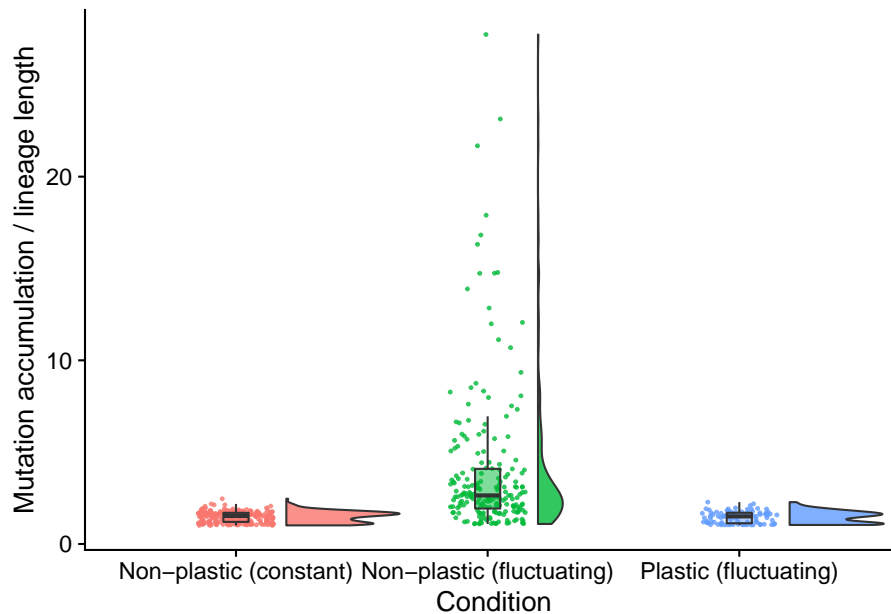 Mutation accumulation / lineage length
20
10
0
Non−plastic (constant) Non−plastic (fluctuating) Plastic (fluctuating)
Condition